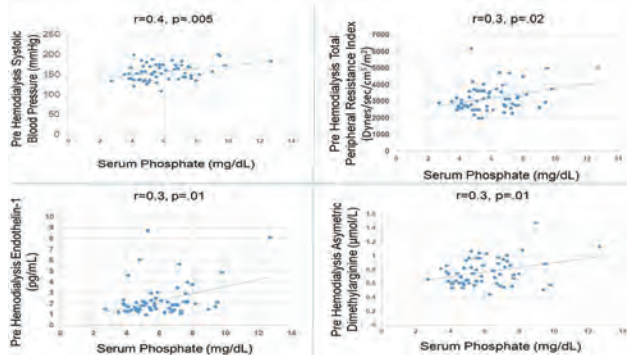 r=0.4, p=.005
Pre Hemodialysis Systolic
Blood Pressure (mmHg)
250
200
150
100
50
0
0 2 4 6 8 10 12 14
Serum Phosphate (mg/dL)
r=0.3, p=.02
Pre Hemodialysis Total
Peripheral Resistance Index
(Dynes/sec/cm⁵/m²)
7000
6000
5000
4000
3000
2000
1000
0
0 2 4 6 8 10 12 14
Serum Phosphate (mg/dL)
r=0.3, p=.01
Pre Hemodialysis Endothelin-1
(pg/mL)
10
9
8
7
6
5
4
3
2
1
0
0 2 4 6 8 10 12 14
Serum Phosphate (mg/dL)
r=0.3, p=.01
Pre Hemodialysis Asymetric
Dimethylarginine (µmol/L)
1.6
1.4
1.2
1
0.8
0.6
0.4
0.2
0
0 2 4 6 8 10 12 14
Serum Phosphate (mg/dL)